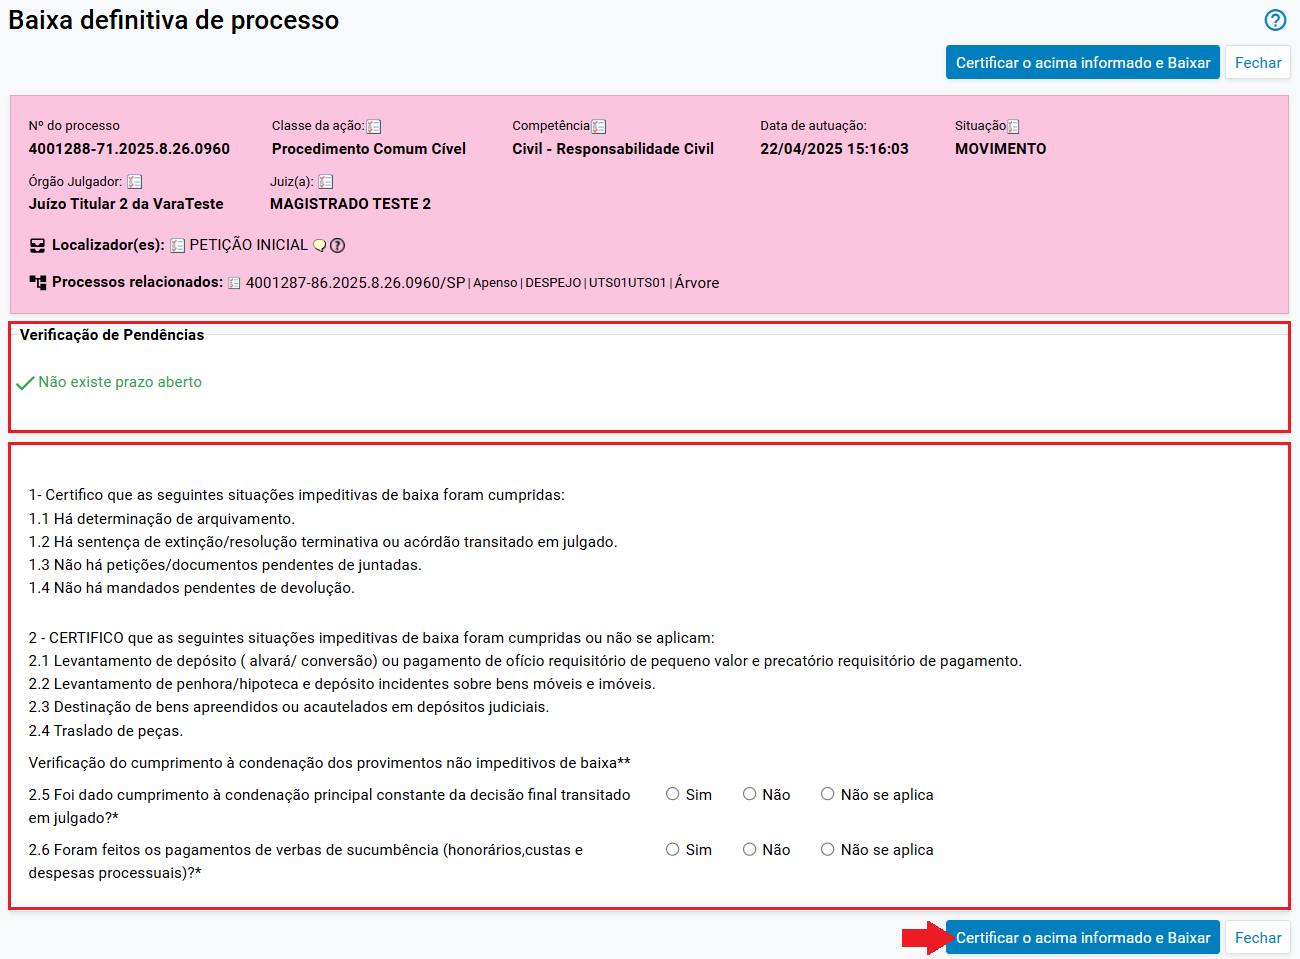 Baixa definitiva de processo
Certificar o acima informado e Baixar Fechar
Nº do processo Classe da ação: Competência Data de autuação: Situação
4001288-71.2025.8.26.0960 Procedimento Comum Cível Civil - Responsabilidade Civil 22/04/2025 15:16:03 MOVIMENTO
Órgão Julgador: Juiz(a):
Juízo Titular 2 da VaraTeste MAGISTRADO TESTE 2
Localizador(es): PETIÇÃO INICIAL
Processos relacionados: 4001287-86.2025.8.26.0960/SP | Apenso | DESPEJO | UTS01UTS01 | Árvore
Verificação de Pendências
Não existe prazo aberto
1- Certifico que as seguintes situações impeditivas de baixa foram cumpridas:
1.1 Há determinação de arquivamento.
1.2 Há sentença de extinção/resolução terminativa ou acórdão transitado em julgado.
1.3 Não há petições/documentos pendentes de juntadas.
1.4 Não há mandados pendentes de devolução.
2 - CERTIFICO que as seguintes situações impeditivas de baixa foram cumpridas ou não se aplicam:
2.1 Levantamento de depósito ( alvará/ conversão) ou pagamento de ofício requisitório de pequeno valor e precatório requisitório de pagamento.
2.2 Levantamento de penhora/hipoteca e depósito incidentes sobre bens móveis e imóveis.
2.3 Destinação de bens apreendidos ou acautelados em depósitos judiciais.
2.4 Traslado de peças.
Verificação do cumprimento à condenação dos provimentos não impeditivos de baixa**
2.5 Foi dado cumprimento à condenação principal constante da decisão final transitado Sim Não Não se aplica
em julgado?*
2.6 Foram feitos os pagamentos de verbas de sucumbência (honorários,custas e Sim Não Não se aplica
despesas processuais)?*
Certificar o acima informado e Baixar Fechar